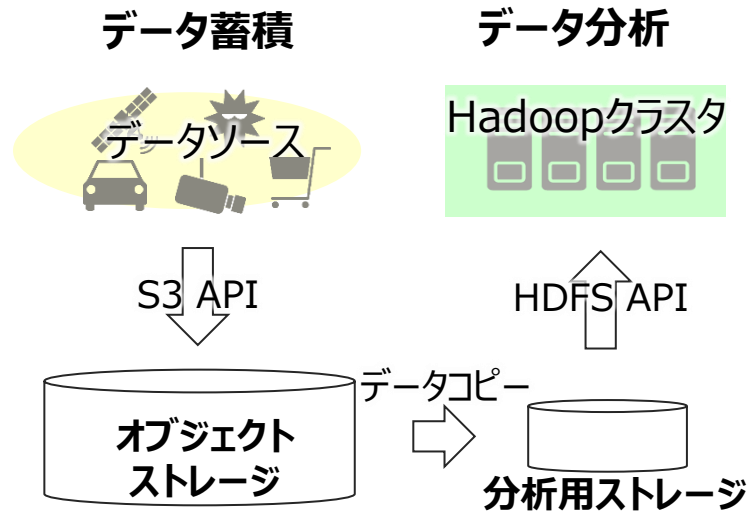 データ蓄積
データ分析
データソース
Hadoopクラスタ
S3 API
HDFS API
データコピー
オブジェクト
ストレージ
分析用ストレージ